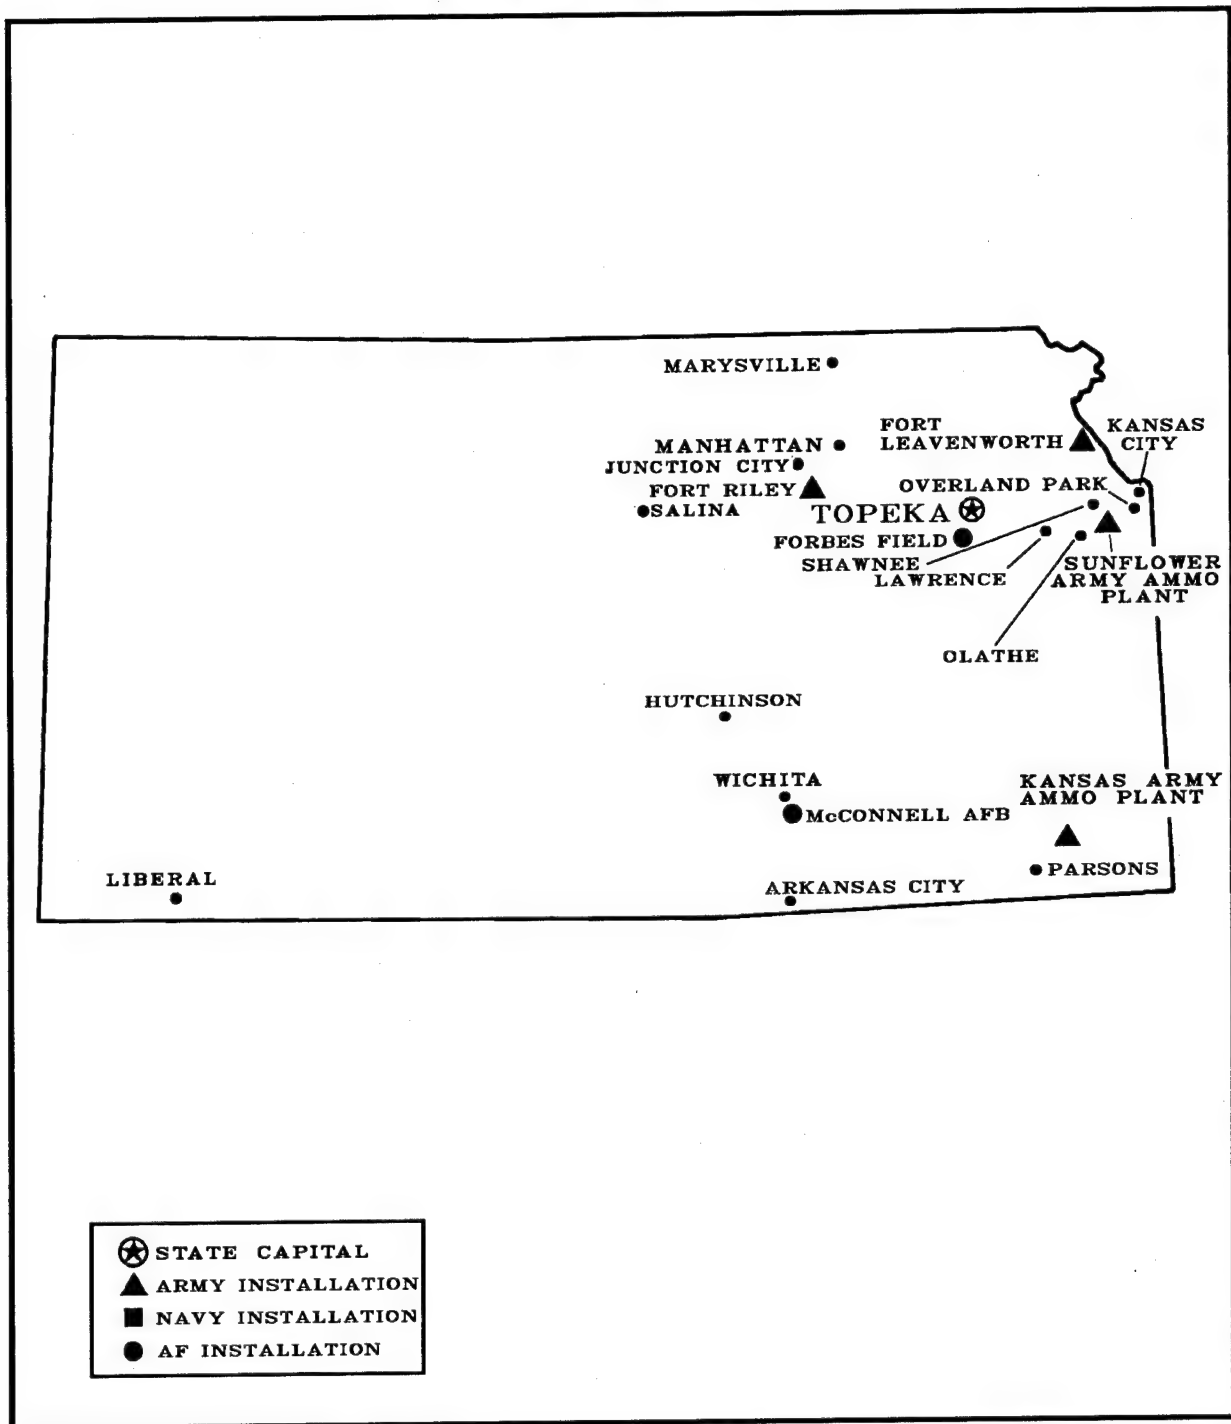 MARYSVILLE
FORT
LEAVENWORTH
KANSAS
CITY
MANHATTAN
JUNCTION CITY
FORT RILEY
OVERLAND PARK
SALINA
TOPEKA
FORBES FIELD
SHAWNEE
LAWRENCE
SUNFLOWER
ARMY AMMO
PLANT
OLATHE
HUTCHINSON
WICHITA
McCONNELL AFB
KANSAS ARMY
AMMO PLANT
PARSONS
LIBERAL
ARKANSAS CITY
STATE CAPITAL
ARMY INSTALLATION
NAVY INSTALLATION
AF INSTALLATION